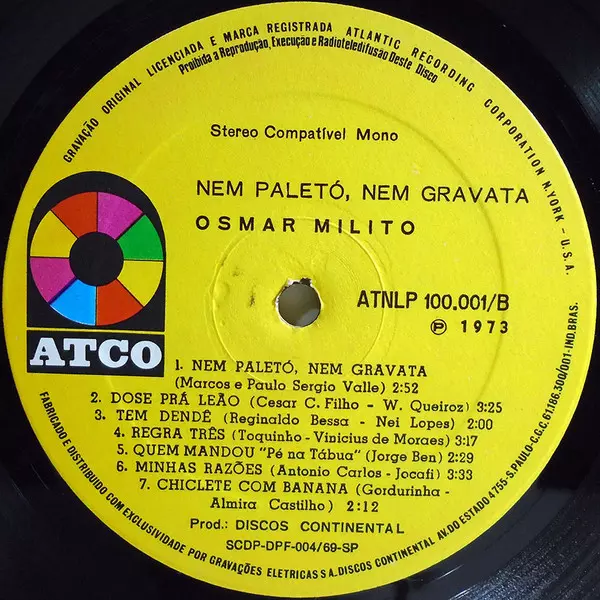 GRAVAÇÃO ORIGINAL LICENCIADA E MARCA REGISTRADA ATLANTIC RECORDING CORPORATION N.YORK - U.S.A.
Proibida a Reprodução, Execução e Radioteledifusão Deste Disco
Stereo Compatível Mono
NEM PALETÓ, NEM GRAVATA
OSMAR MILITO
ATCO
ATNLP 100.001/B
Ⓟ 1973
1. NEM PALETÓ, NEM GRAVATA
(Marcos e Paulo Sergio Valle) 2:52
2. DOSE PRÁ LEÃO (Cesar C. Filho - W. Queiroz) 3:25
3. TEM DENDÊ (Reginaldo Bessa - Nei Lopes) 2:00
4. REGRA TRÊS (Toquinho - Vinicius de Moraes) 3:17
5. QUEM MANDOU "Pé na Tábua" (Jorge Ben) 2:29
6. MINHAS RAZÕES (Antonio Carlos - Jocafi) 3:33
7. CHICLETE COM BANANA (Gordurinha -
Almira Castilho) 2:12
Prod.: DISCOS CONTINENTAL
SCDP-DPF-004/69-SP
FABRICADO E DISTRIBUIDO COM EXCLUSIVIDADE POR GRAVAÇÕES ELETRICAS S A. DISCOS CONTINENTAL AV. DO ESTADO 4755-S. PAULO-C.G.C. 61.186.300/001-IND. BRAS.